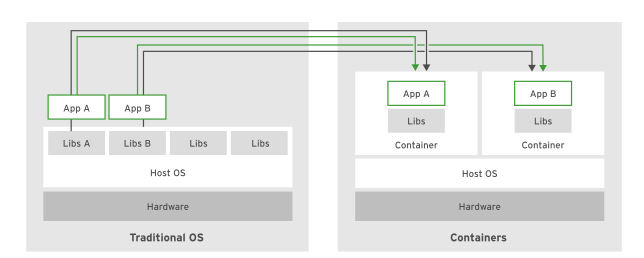 App A App B
Libs A Libs B Libs Libs
Host OS
Hardware
Traditional OS
App A App B
Libs Libs
Container Container
Host OS
Hardware
Containers